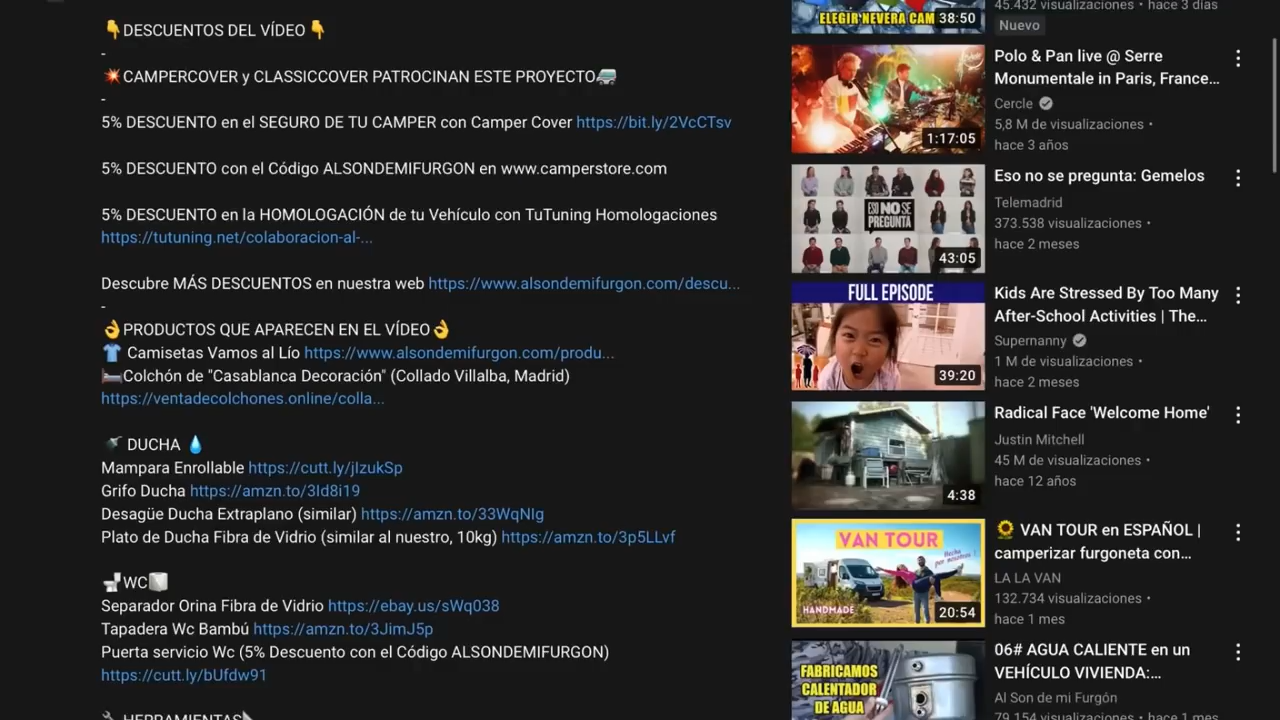 👇DESCUENTOS DEL VÍDEO👇
-
💥CAMPERCOVER y CLASSICCOVER PATROCINAN ESTE PROYECTO🚐
-
5% DESCUENTO en el SEGURO DE TU CAMPER con Camper Cover https://bit.ly/2VcCTsv
5% DESCUENTO con el Código ALSONDEMIFURGON en www.camperstore.com
5% DESCUENTO en la HOMOLOGACIÓN de tu Vehículo con TuTuning Homologaciones
https://tutuning.net/colaboracion-al-...
Descubre MÁS DESCUENTOS en nuestra web https://www.alsondemifurgon.com/descu...
-
👌PRODUCTOS QUE APARECEN EN EL VÍDEO👌
👕 Camisetas Vamos al Lío https://www.alsondemifurgon.com/produ...
🛏Colchón de "Casablanca Decoración" (Collado Villalba, Madrid)
https://ventadecolchones.online/colla...
🚿 DUCHA 💧
Mampara Enrollable https://cutt.ly/jIzukSp
Grifo Ducha https://amzn.to/3Id8i19
Desagüe Ducha Extraplano (similar) https://amzn.to/33WqNIg
Plato de Ducha Fibra de Vidrio (similar al nuestro, 10kg) https://amzn.to/3p5LLvf
🚽WC🧻
Separador Orina Fibra de Vidrio https://ebay.us/sWq038
Tapadera Wc Bambú https://amzn.to/3JimJ5p
Puerta servicio Wc (5% Descuento con el Código ALSONDEMIFURGON)
https://cutt.ly/bUfdw91
🔧 HERRAMIENTAS
ELEGIR NEVERA CAM
38:50
45.432 visualizaciones • hace 3 días
Nuevo
1:17:05
Polo & Pan live @ Serre
Monumentale in Paris, France...
Cercle
5,8 M de visualizaciones •
hace 3 años
ESO NO SE
PREGUNTA
43:05
Eso no se pregunta: Gemelos
Telemadrid
373.538 visualizaciones •
hace 2 meses
FULL EPISODE
39:20
Kids Are Stressed By Too Many
After-School Activities | The...
Supernanny
1 M de visualizaciones •
hace 2 meses
4:38
Radical Face 'Welcome Home'
Justin Mitchell
45 M de visualizaciones •
hace 12 años
VAN TOUR
Hecha
por nosotros!
HANDMADE
20:54
🌻 VAN TOUR en ESPAÑOL |
camperizar furgoneta con...
LA LA VAN
132.734 visualizaciones •
hace 1 mes
FABRICAMOS
CALENTADOR
DE AGUA
06# AGUA CALIENTE en un
VEHÍCULO VIVIENDA:...
Al Son de mi Furgón
79.154 visualizaciones • hace 1 mes